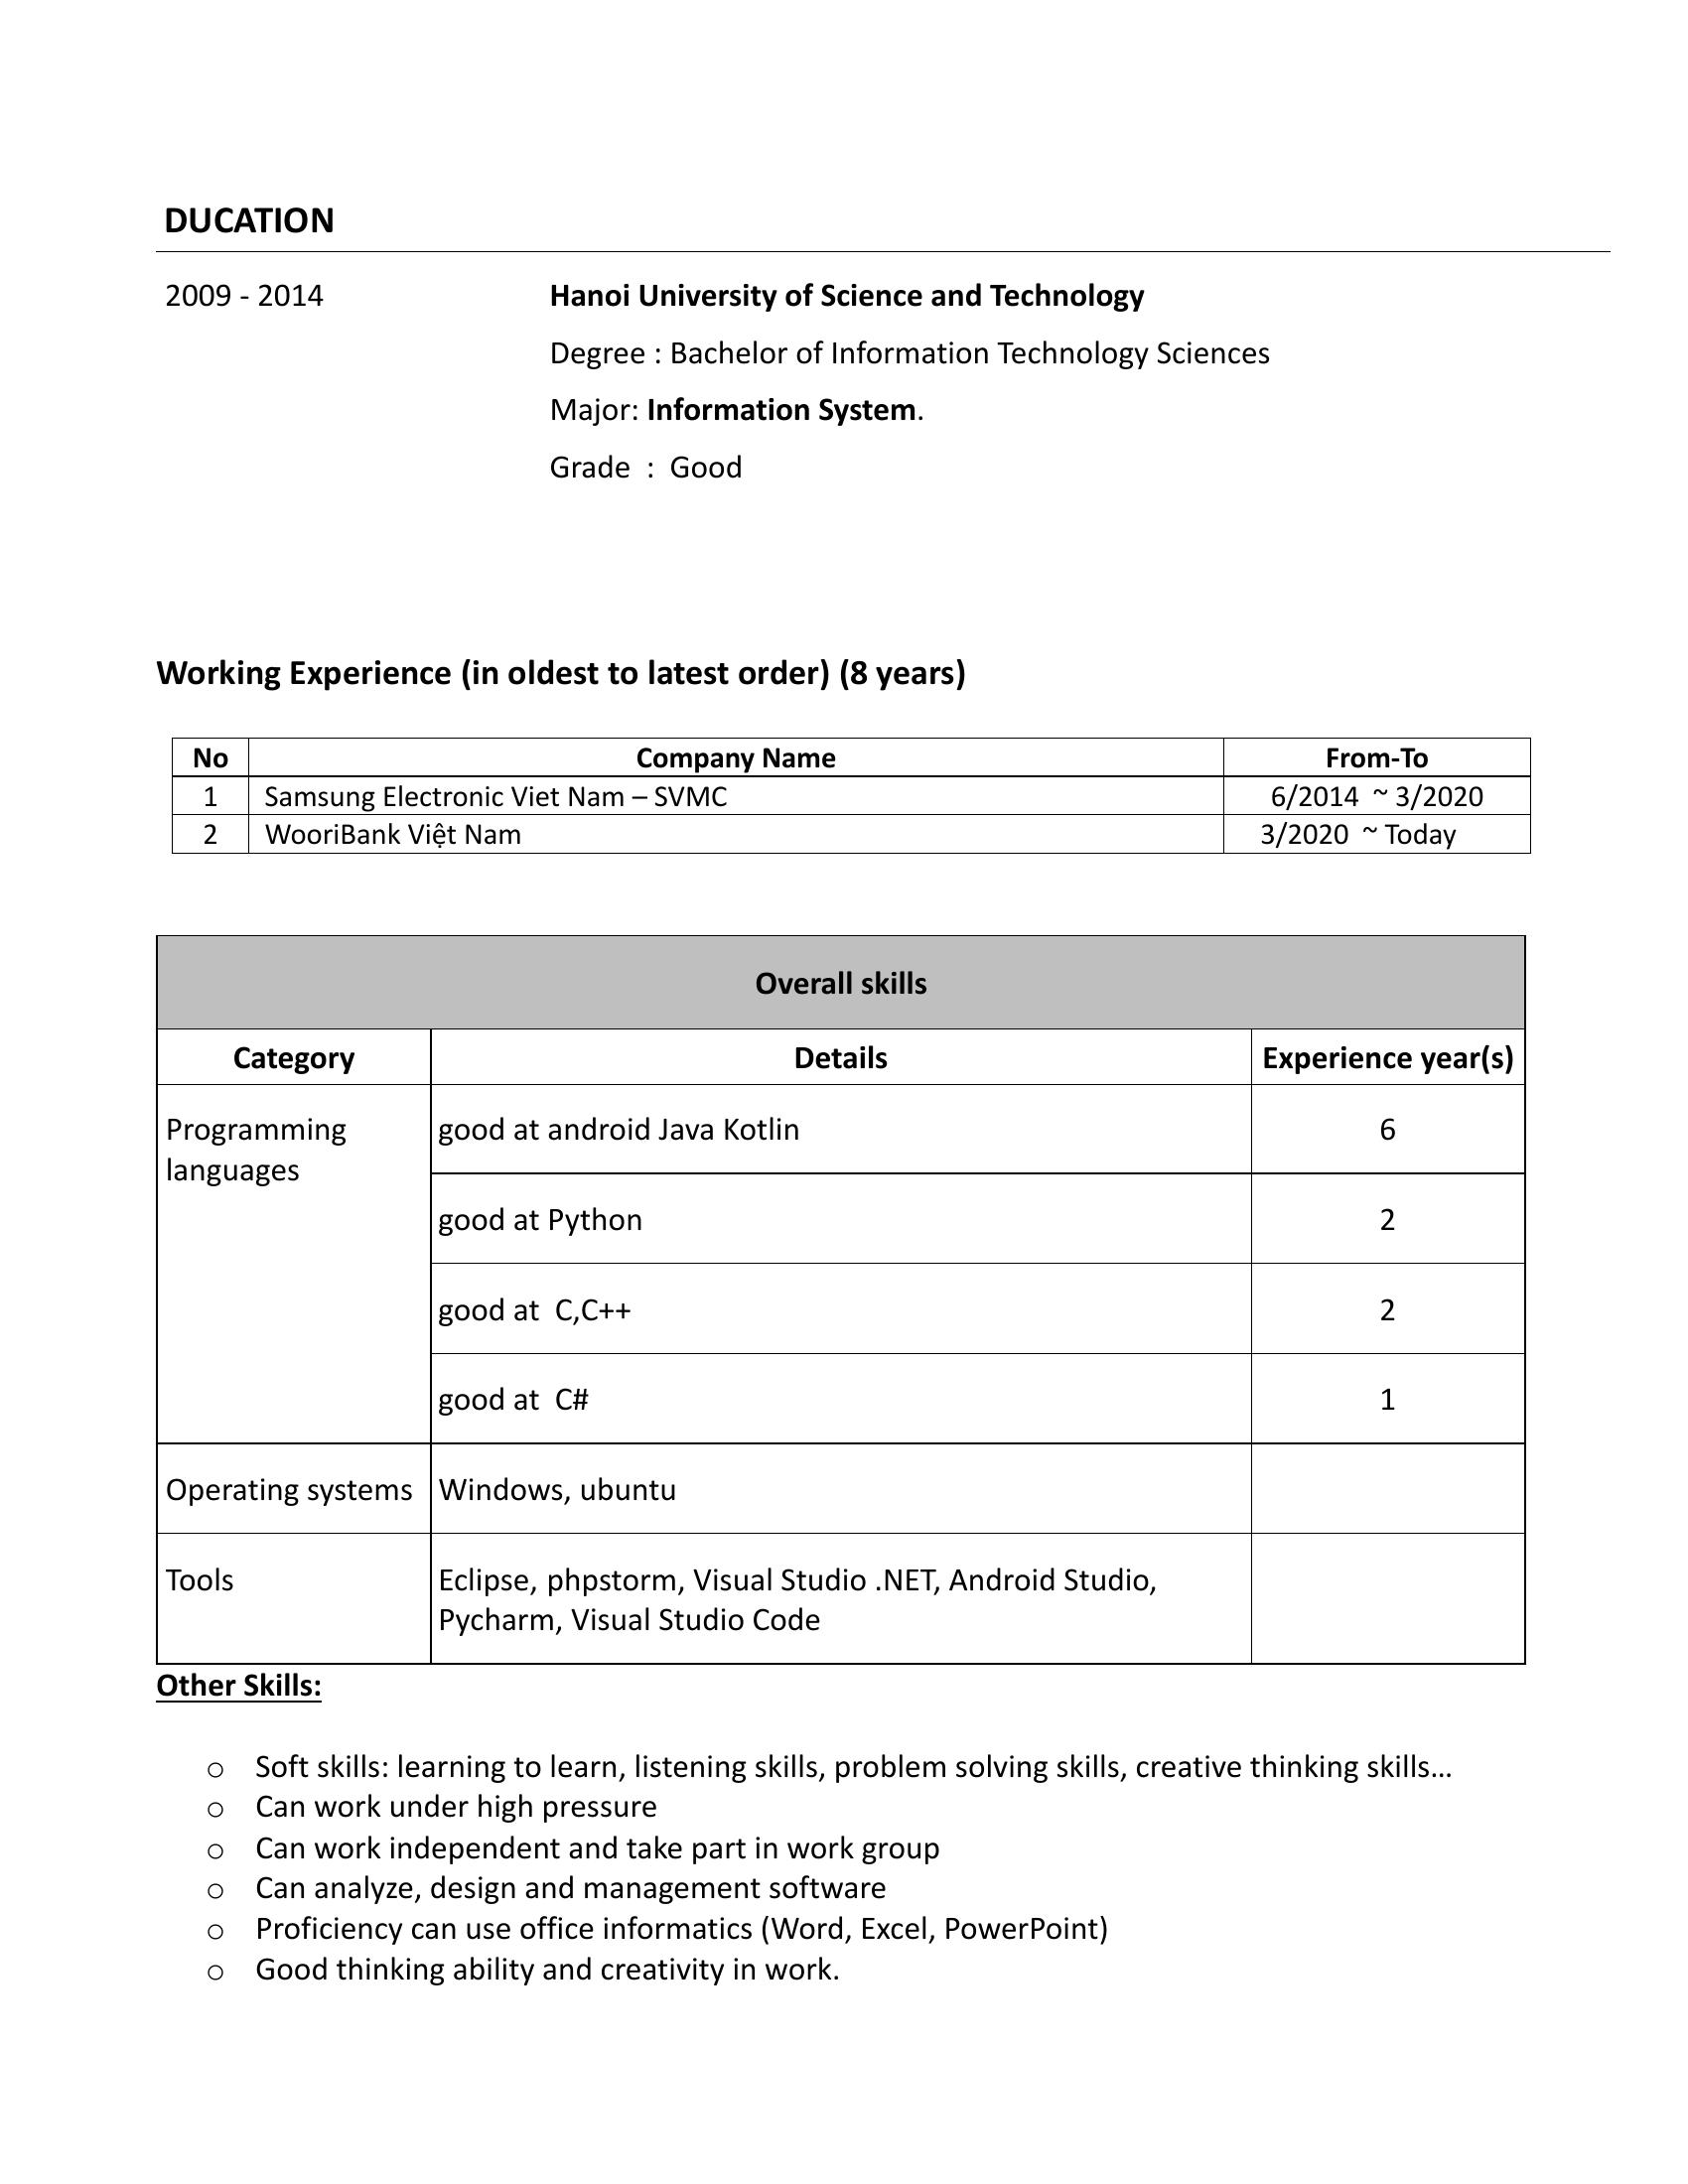 DUCATION
2009 - 2014 Hanoi University of Science and Technology
Degree : Bachelor of Information Technology Sciences
Major: Information System.
Grade : Good
Working Experience (in oldest to latest order) (8 years)
No Company Name From-To
1 Samsung Electronic Viet Nam – SVMC 6/2014 ~ 3/2020
2 WooriBank Việt Nam 3/2020 ~ Today
Overall skills
Category Details Experience year(s)
Programming good at android Java Kotlin 6
languages
good at Python 2
good at C,C++ 2
good at C# 1
Operating systems Windows, ubuntu
Tools Eclipse, phpstorm, Visual Studio .NET, Android Studio,
Pycharm, Visual Studio Code
Other Skills:
o Soft skills: learning to learn, listening skills, problem solving skills, creative thinking skills…
o Can work under high pressure
o Can work independent and take part in work group
o Can analyze, design and management software
o Proficiency can use office informatics (Word, Excel, PowerPoint)
o Good thinking ability and creativity in work.